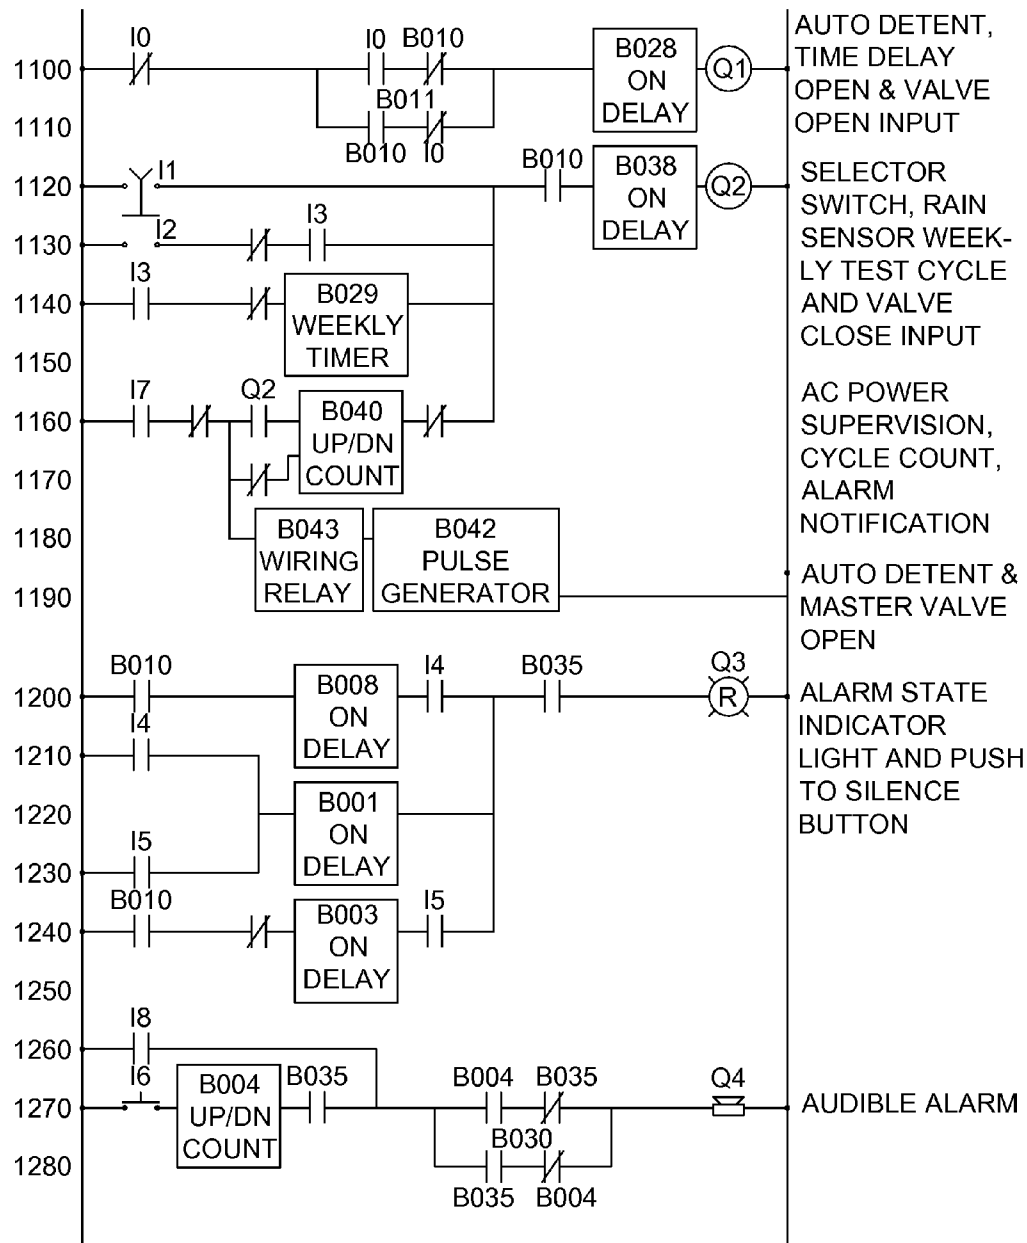 I0
I0 B010
1100
B028
ON
DELAY
Q1
AUTO DETENT,
TIME DELAY
OPEN & VALVE
OPEN INPUT
B011
1110
B010 I0
1120
I1
B010
B038
ON
DELAY
Q2
SELECTOR
SWITCH, RAIN
SENSOR WEEK-
LY TEST CYCLE
AND VALVE
CLOSE INPUT
1130
I2
I3
1140
I3
B029
WEEKLY
TIMER
1150
1160
I7
Q2
B040
UP/DN
COUNT
AC POWER
SUPERVISION,
CYCLE COUNT,
ALARM
NOTIFICATION
1170
1180
B043
WIRING
RELAY
B042
PULSE
GENERATOR
1190
AUTO DETENT &
MASTER VALVE
OPEN
1200
B010
B008
ON
DELAY
I4
B035
Q3
R
ALARM STATE
INDICATOR
LIGHT AND PUSH
TO SILENCE
BUTTON
1210
I4
1220
B001
ON
DELAY
1230
I5
1240
B010
B003
ON
DELAY
I5
1250
1260
I8
1270
I6
B004
UP/DN
COUNT
B035
B004 B035
Q4
AUDIBLE ALARM
B030
1280
B035 B004